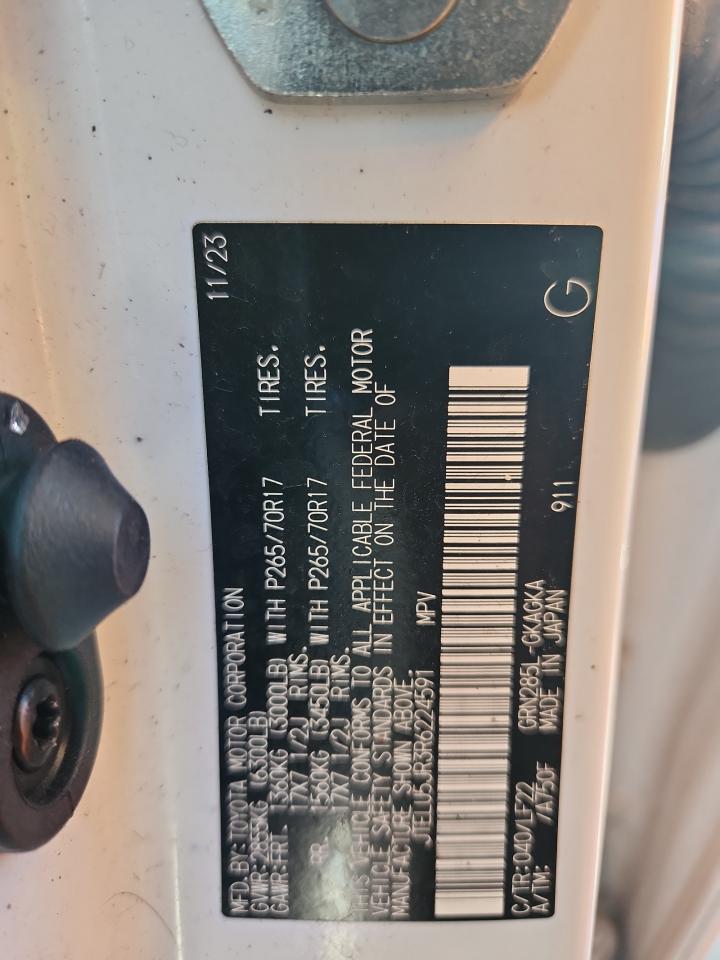 MFD. BY: TOYOTA MOTOR CORPORATION 11/23
GVWR: 2855KG (6300LB)
GAWR: FRT. 1360KG (3000LB) WITH P265/70R17 TIRES.
17X7 1/2J RIMS.
RR. 1560KG (3450LB) WITH P265/70R17 TIRES.
17X7 1/2J RIMS.
THIS VEHICLE CONFORMS TO ALL APPLICABLE FEDERAL MOTOR
VEHICLE SAFETY STANDARDS IN EFFECT ON THE DATE OF
MANUFACTURE SHOWN ABOVE.
JTEEU5JR3R6224591 MPV
C/TR: 040/LF22 GRN285L-GKAGKA 911 G
A/TM: /A750F MADE IN JAPAN